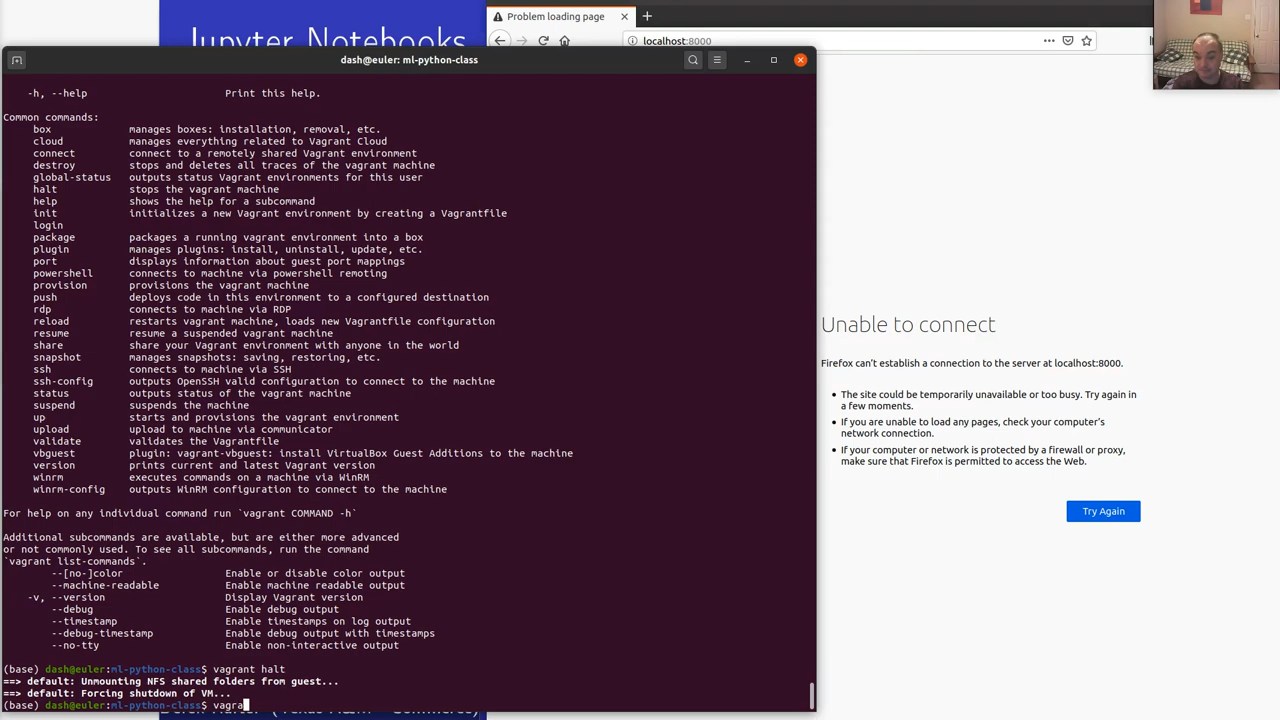 Jupyter Notebooks
Problem loading page
localhost:8000
dash@euler: ml-python-class
-h, --help Print this help.
Common commands:
box manages boxes: installation, removal, etc.
cloud manages everything related to Vagrant Cloud
connect connect to a remotely shared Vagrant environment
destroy stops and deletes all traces of the vagrant machine
global-status outputs status Vagrant environments for this user
halt stops the vagrant machine
help shows the help for a subcommand
init initializes a new Vagrant environment by creating a Vagrantfile
login
package packages a running vagrant environment into a box
plugin manages plugins: install, uninstall, update, etc.
port displays information about guest port mappings
powershell connects to machine via powershell remoting
provision provisions the vagrant machine
push deploys code in this environment to a configured destination
rdp connects to machine via RDP
reload restarts vagrant machine, loads new Vagrantfile configuration
resume resume a suspended vagrant machine
share share your Vagrant environment with anyone in the world
snapshot manages snapshots: saving, restoring, etc.
ssh connects to machine via SSH
ssh-config outputs OpenSSH valid configuration to connect to the machine
status outputs status of the vagrant machine
suspend suspends the machine
up starts and provisions the vagrant environment
upload upload to machine via communicator
validate validates the Vagrantfile
vbguest plugin: vagrant-vbguest: install VirtualBox Guest Additions to the machine
version prints current and latest Vagrant version
winrm executes commands on a machine via WinRM
winrm-config outputs WinRM configuration to connect to the machine
For help on any individual command run `vagrant COMMAND -h`
Additional subcommands are available, but are either more advanced
or not commonly used. To see all subcommands, run the command
`vagrant list-commands`.
--[no-]color Enable or disable color output
--machine-readable Enable machine readable output
-v, --version Display Vagrant version
--debug Enable debug output
--timestamp Enable timestamps on log output
--debug-timestamp Enable debug output with timestamps
--no-tty Enable non-interactive output
(base) dash@euler:ml-python-class$ vagrant halt
==> default: Unmounting NFS shared folders from guest...
==> default: Forcing shutdown of VM...
(base) dash@euler:ml-python-class$ vagra
Unable to connect
Firefox can't establish a connection to the server at localhost:8000.
• The site could be temporarily unavailable or too busy. Try again in
a few moments.
• If you are unable to load any pages, check your computer's
network connection.
• If your computer or network is protected by a firewall or proxy,
make sure that Firefox is permitted to access the Web.
Try Again